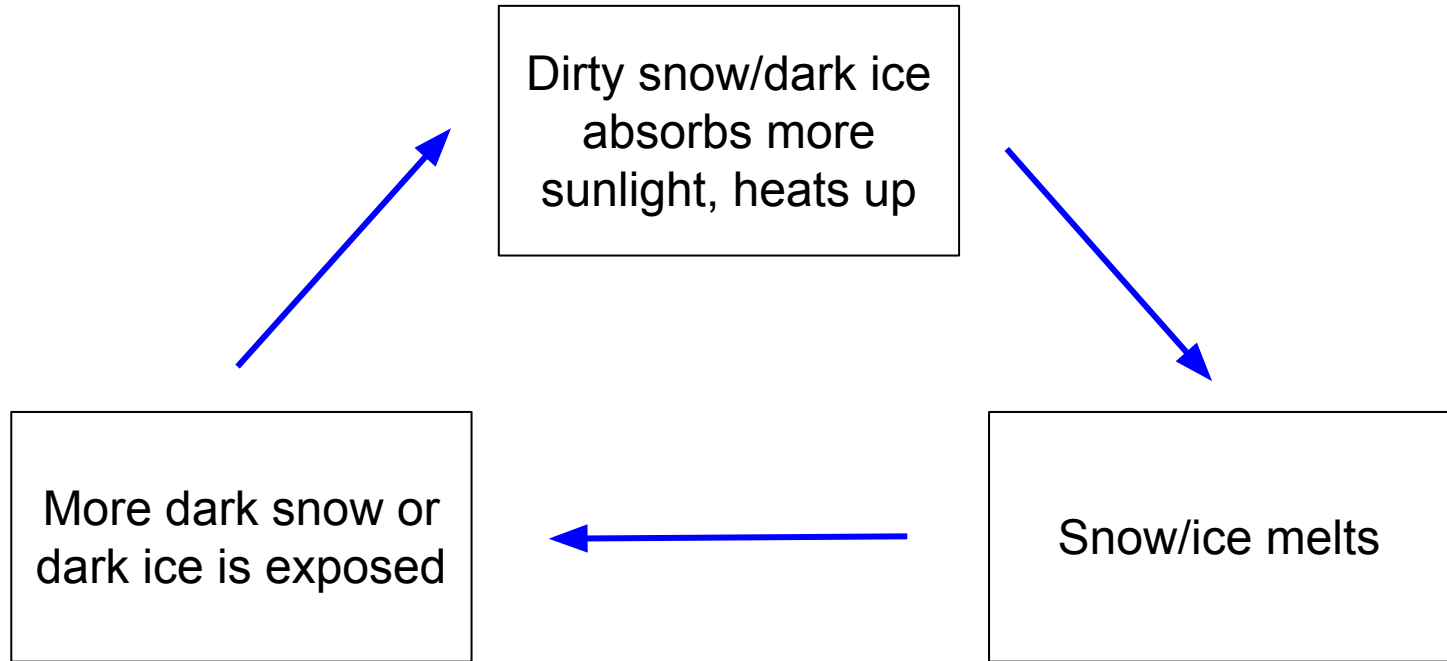 Dirty snow/dark ice
absorbs more
sunlight, heats up
More dark snow or
dark ice is exposed
Snow/ice melts